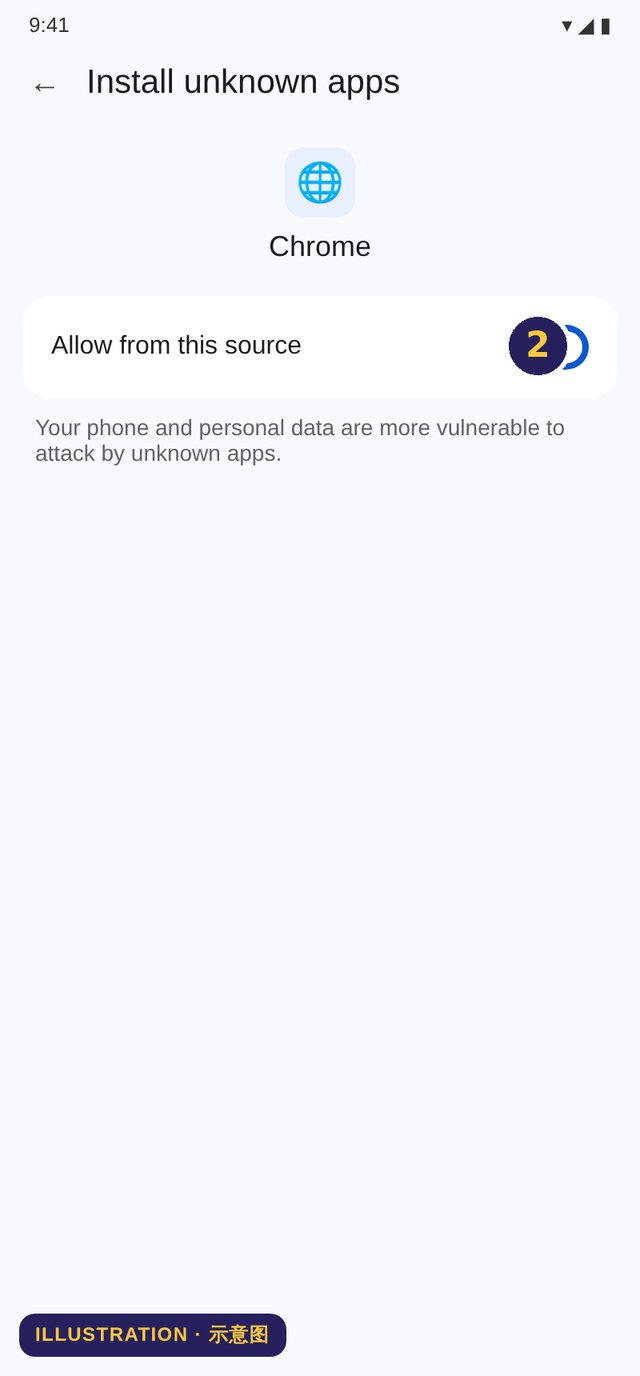 9:41
← Install unknown apps
Chrome
Allow from this source
2
Your phone and personal data are more vulnerable to
attack by unknown apps.
ILLUSTRATION · 示意图